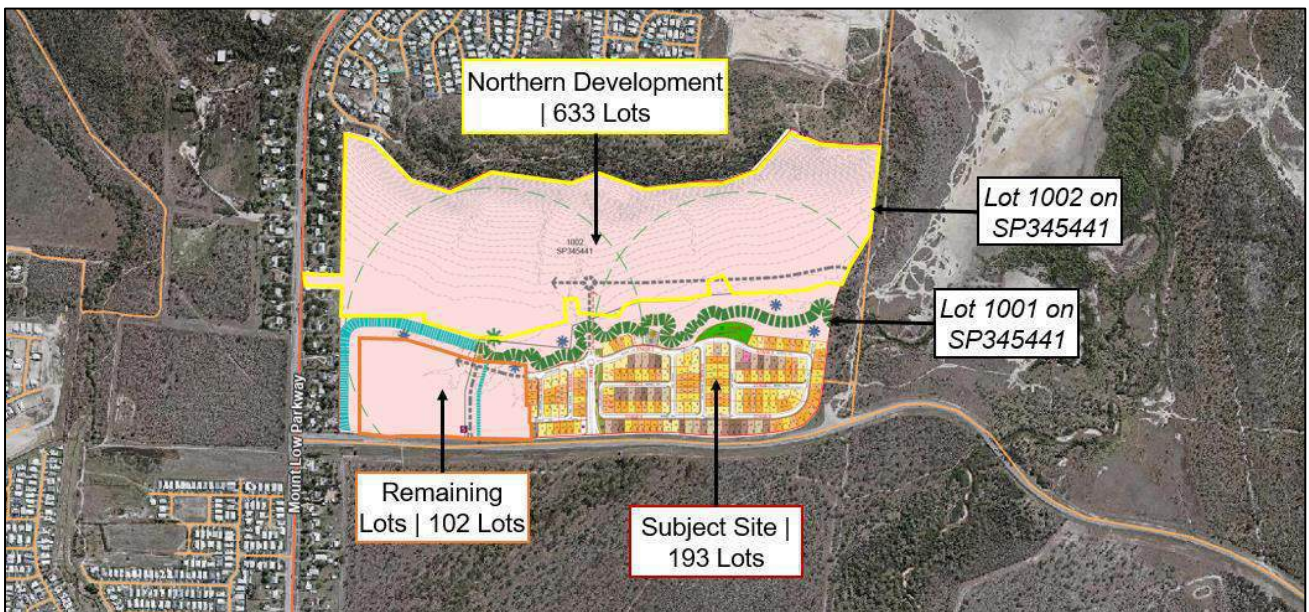 Northern Development
| 633 Lots
Lot 1002 on
SP345441
1002
SP345441
Lot 1001 on
SP345441
Mount Low Parkway
Remaining
Lots | 102 Lots
Subject Site |
193 Lots